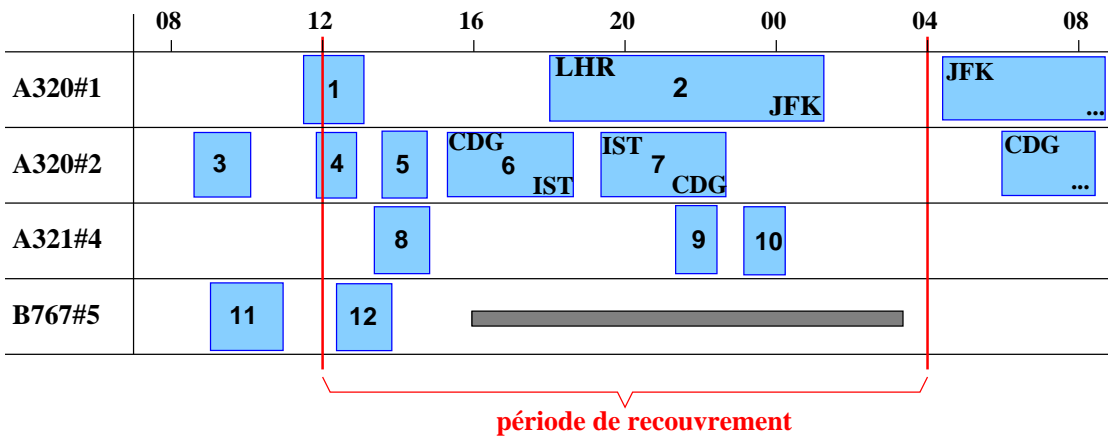 08 12 16 20 00 04 08
A320#1 1 LHR 2 JFK JFK ...
A320#2 3 4 5 CDG 6 IST IST 7 CDG CDG ...
A321#4 8 9 10
B767#5 11 12
période de recouvrement